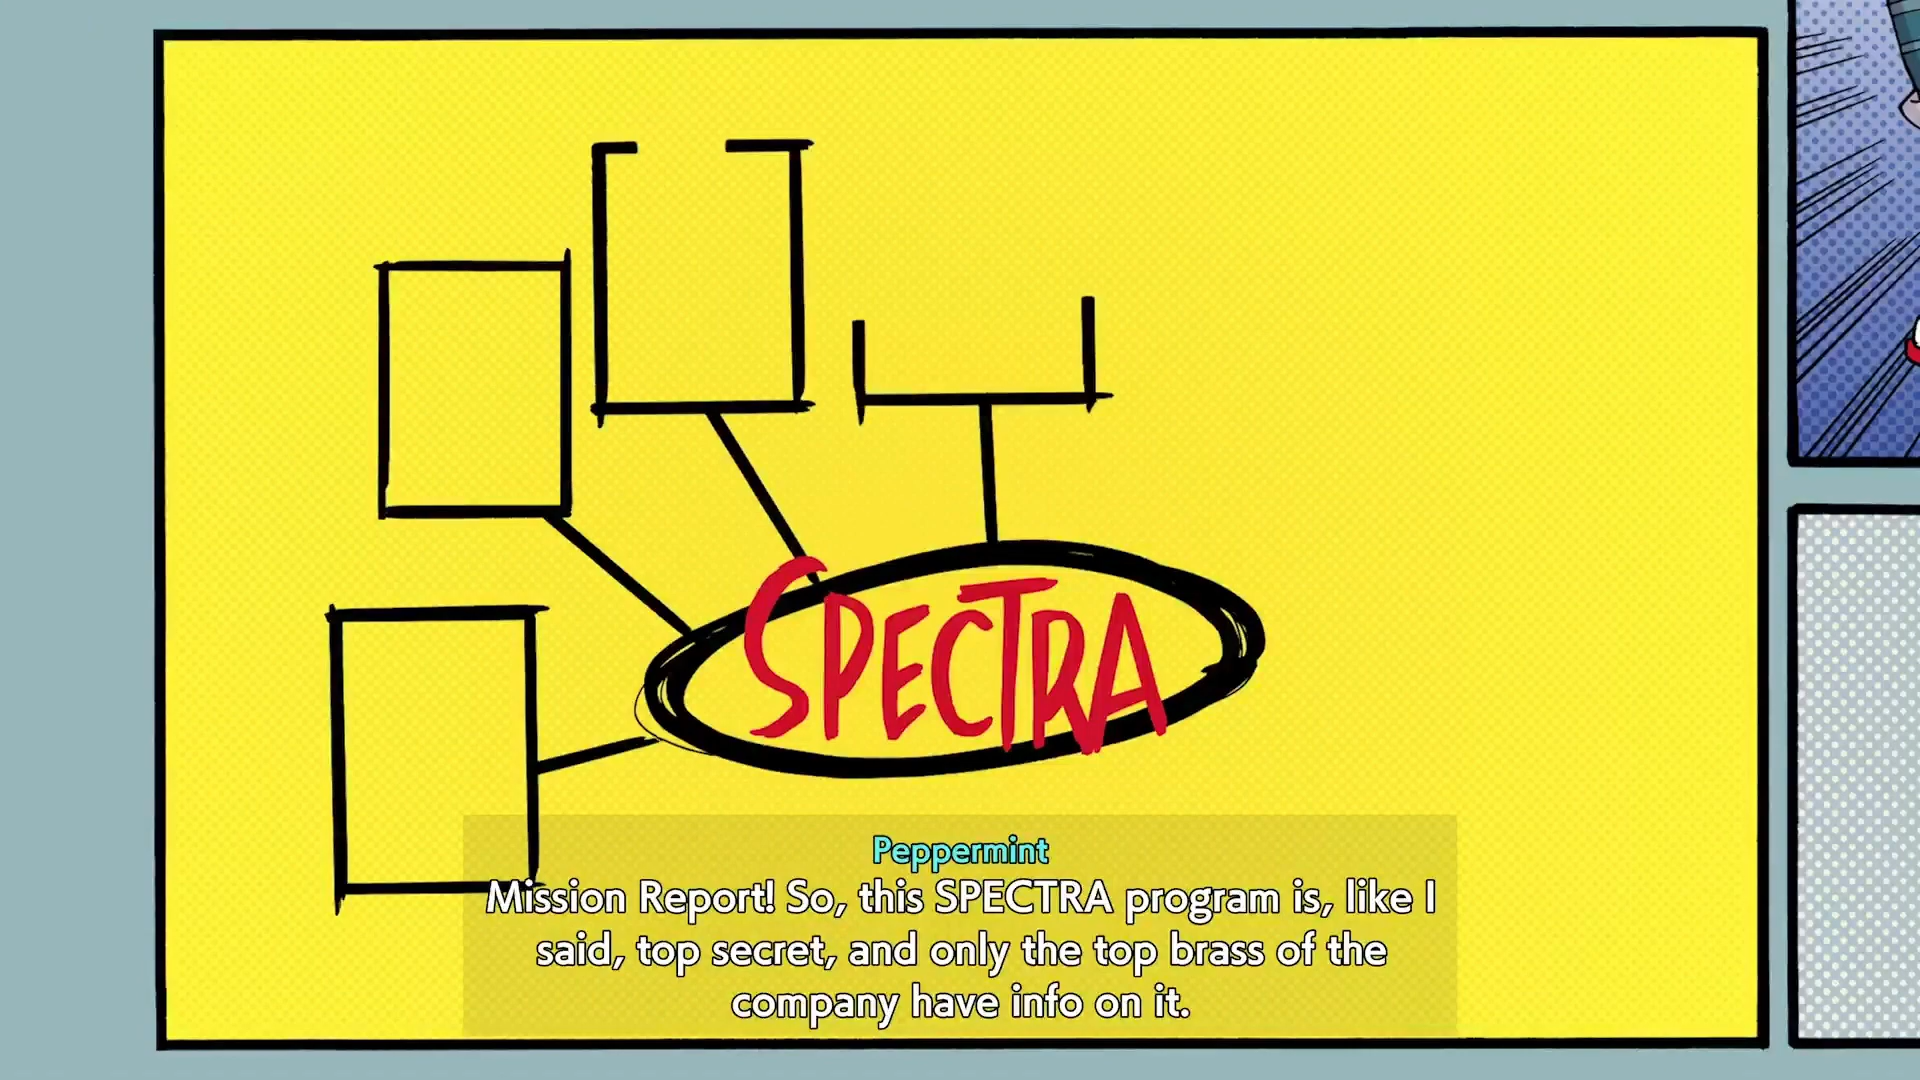 SPECTRA
Peppermint
Mission Report! So, this SPECTRA program is, like I
said, top secret, and only the top brass of the
company have info on it.